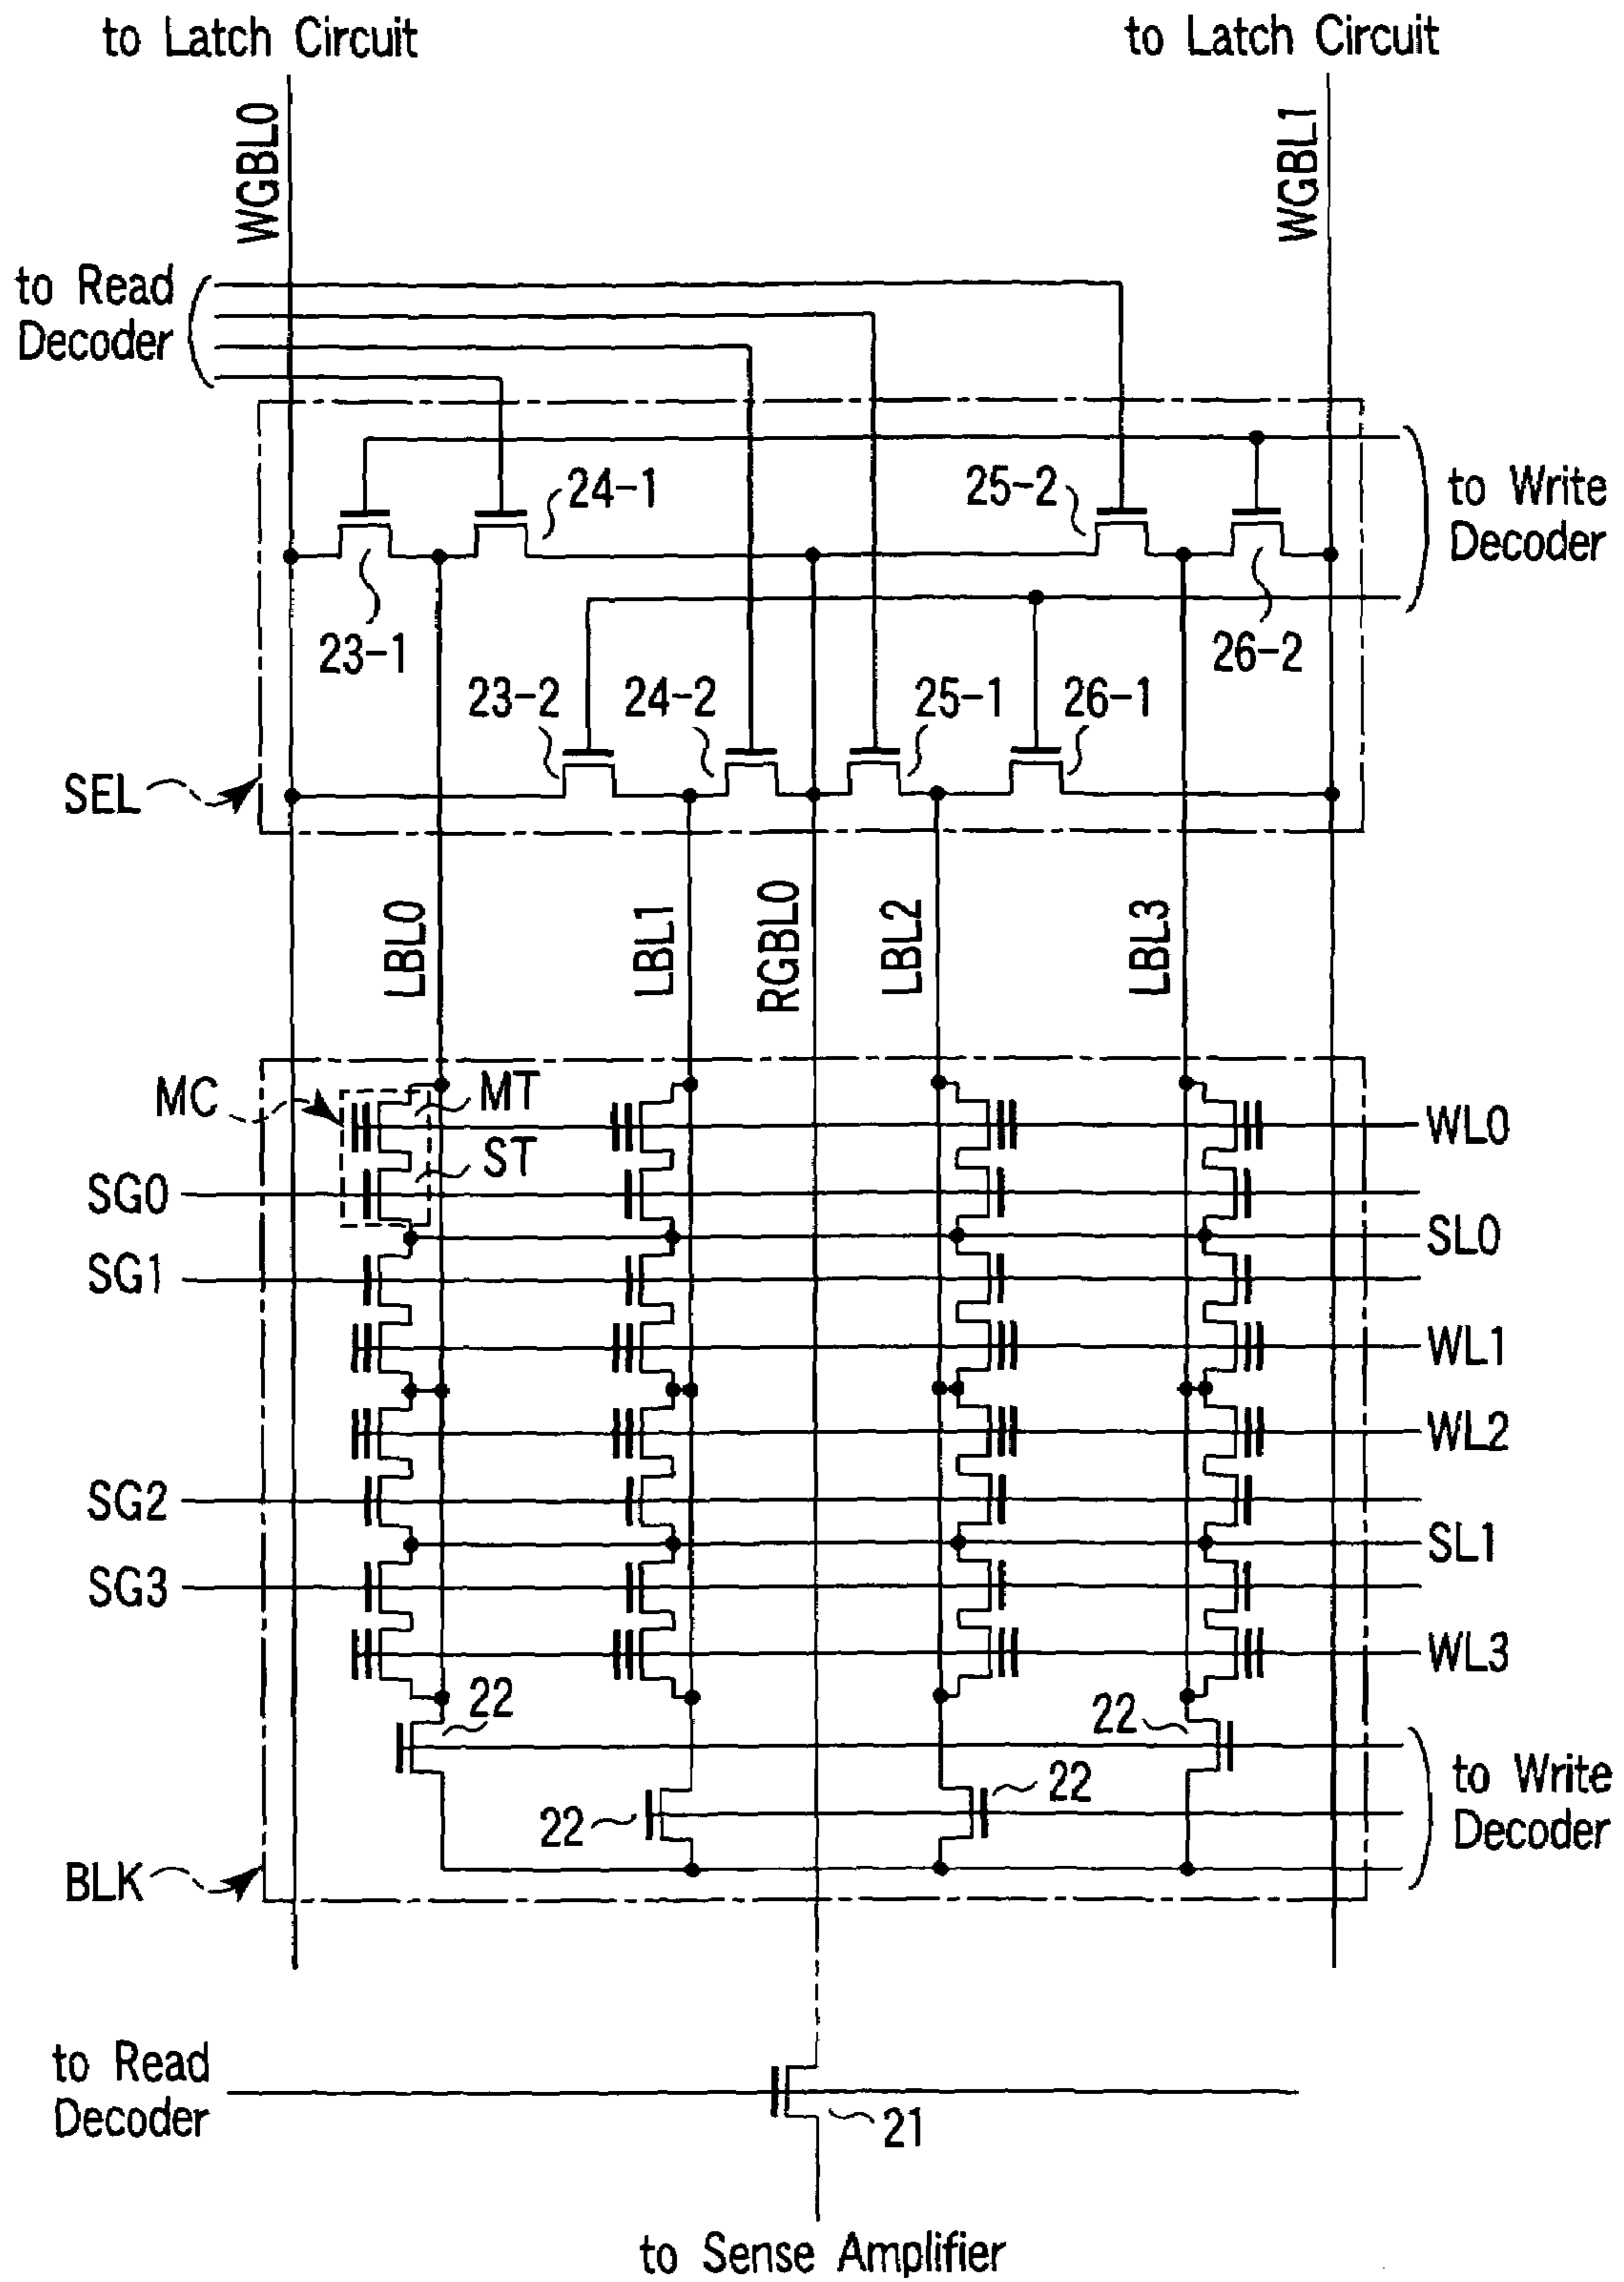 to Latch Circuit
to Latch Circuit
WGBL0
WGBL1
to Read
Decoder
24-1
25-2
to Write
Decoder
23-1
26-2
23-2
24-2
25-1
26-1
SEL
LBL0
LBL1
RGBL0
LBL2
LBL3
MC
MT
WL0
ST
SG0
SL0
SG1
WL1
WL2
SG2
SL1
SG3
WL3
22
22
22
22
to Write
Decoder
BLK
to Read
Decoder
21
to Sense Amplifier